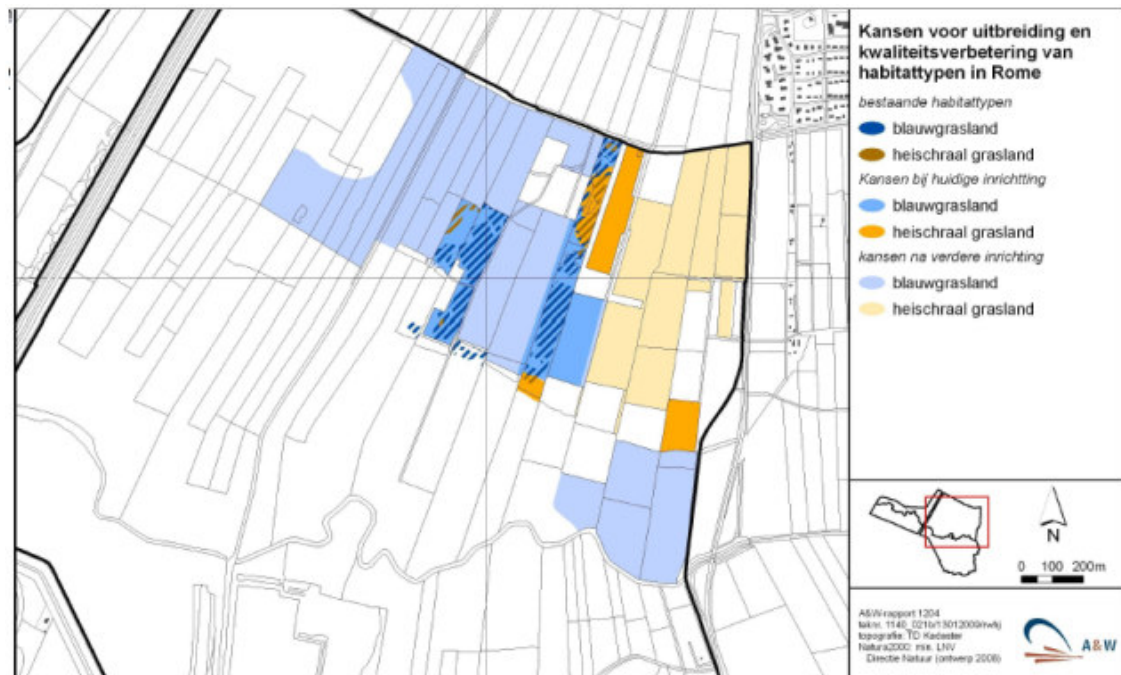 Kansen voor uitbreiding en
kwaliteitsverbetering van
habitattypen in Rome
bestaande habitattypen
blauwgrasland
heischraal grasland
Kansen bij huidige inrichtting
blauwgrasland
heischraal grasland
kansen na verdere inrichting
blauwgrasland
heischraal grasland
N
0 100 200m
A&W-rapport 1204
topografie: TD Kadaster
Natura2000: min. LNV
Directie Natuur (ontwerp 2008)
A&W